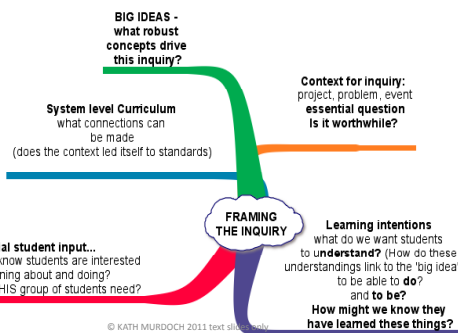 BIG IDEAS -
what robust
concepts drive
this inquiry?
Context for inquiry:
project, problem, event
essential question
Is it worthwhile?
System level Curriculum
what connections can
be made
(does the context led itself to standards)
FRAMING
THE INQUIRY
Learning intentions
what do we want students
to understand? (How do these
understandings link to the 'big idea'
to be able to do?
and to be?
How might we know they
have learned these things?
al student input...
know students are interested
ning about and doing?
HIS group of students need?
© KATH MURDOCH 2011 text slides only